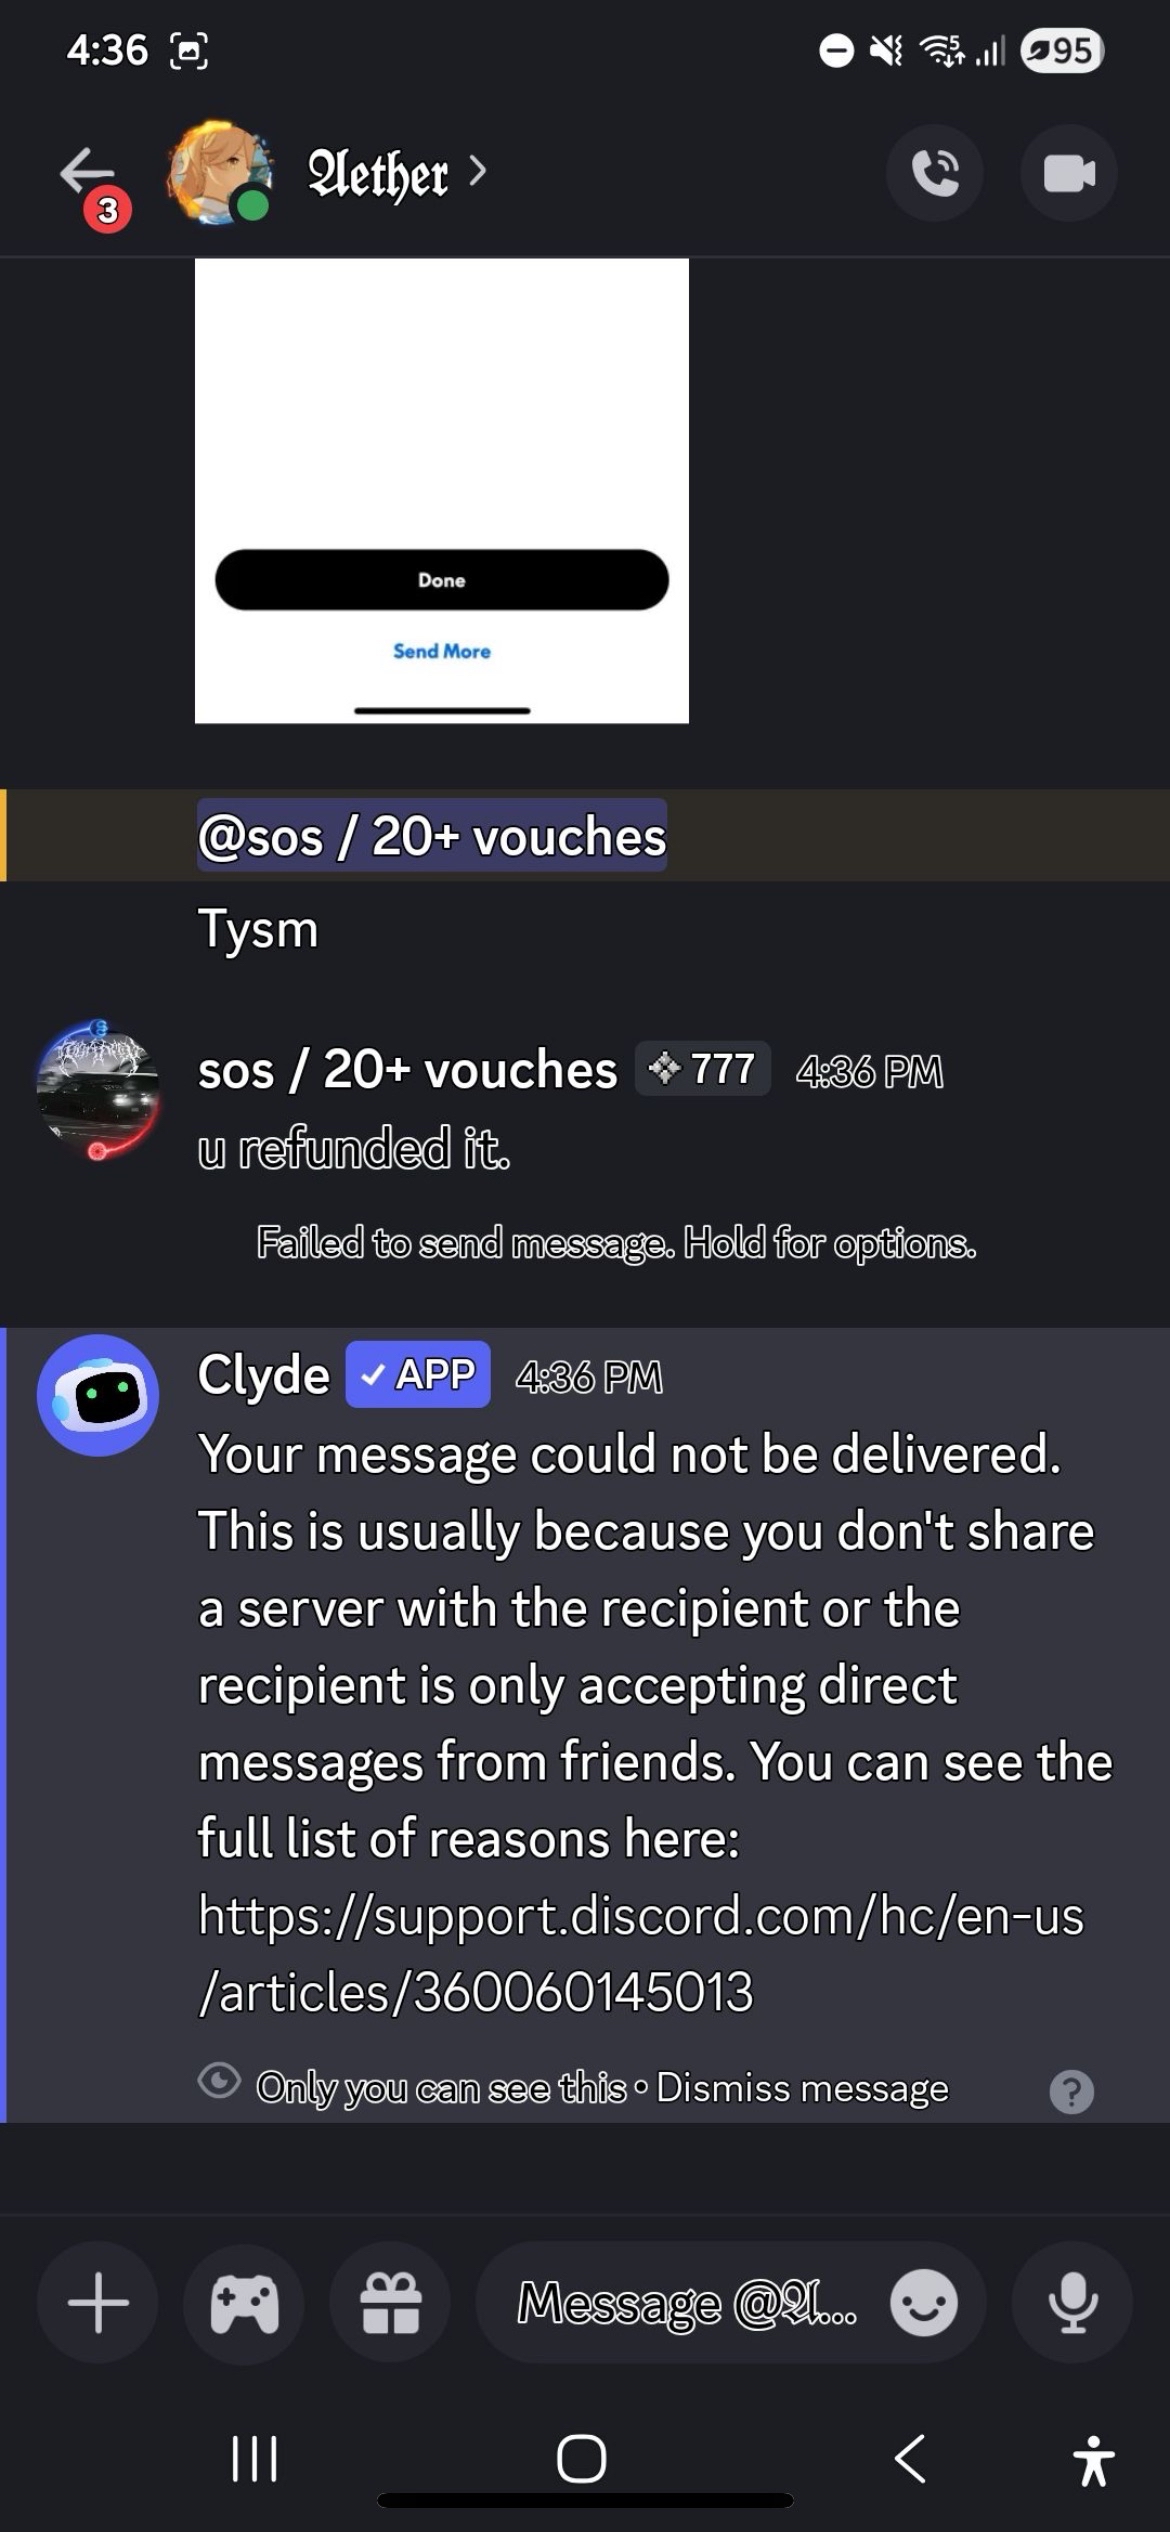 4:36
5
95
3
𝔄𝔢𝔱𝔥𝔢𝔯
Done
Send More
@sos / 20+ vouches
Tysm
sos / 20+ vouches 777 4:36 PM
u refunded it.
Failed to send message. Hold for options.
Clyde ✓ APP 4:36 PM
Your message could not be delivered.
This is usually because you don't share
a server with the recipient or the
recipient is only accepting direct
messages from friends. You can see the
full list of reasons here:
https://support.discord.com/hc/en-us
/articles/360060145013
Only you can see this • Dismiss message
?
Message @𝔄...